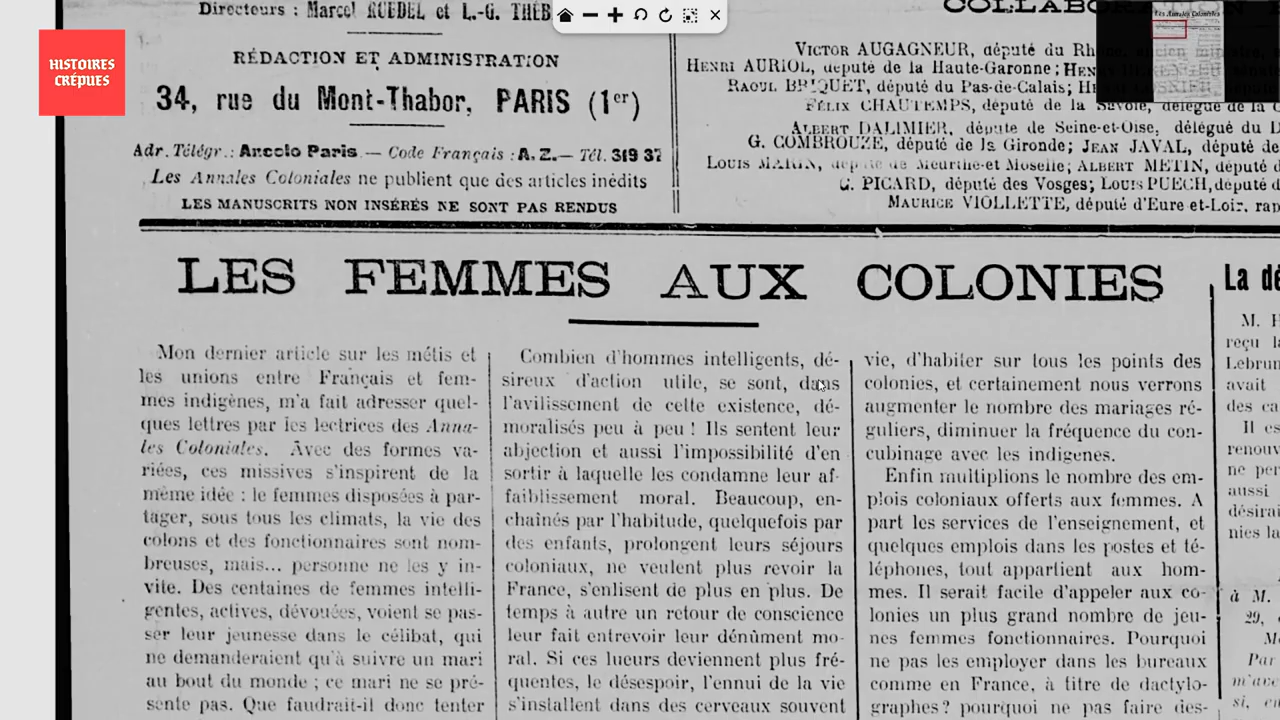 HISTOIRES
CRÉPUES
Directeurs : Marcel RUEDEL et L.-G.
RÉDACTION ET ADMINISTRATION
34, rue du Mont-Thabor, PARIS (1er)
Adr. Télégr.: Ancolo Paris — Code Français : A. Z. — Tél. 319 37
Les Annales Coloniales ne publient que des articles inédits
LES MANUSCRITS NON INSÉRÉS NE SONT PAS RENDUS
VICTOR AUGAGNEUR, député du Rhône, ancien ministre,
HENRI AURIOL, député de la Haute-Garonne;
RAOUL BRIQUET, député du Pas-de-Calais;
FÉLIX CHAUTEMPS, député de la Savoie, délégué de la
ALBERT DALIMIER, député de Seine-et-Oise, délégué du
G. COMBROUZE, député de la Gironde; JEAN JAVAL, député de
LOUIS MARIN, député de Meurthe-et Moselle; ALBERT METIN, député
G. PICARD, député des Vosges; LOUIS PUECH, député
MAURICE VIOLLETTE, député d'Eure-et-Loir,
LES FEMMES AUX COLONIES
Mon dernier article sur les métis et
les unions entre Français et fem-
mes indigènes, m'a fait adresser quel-
ques lettres par les lectrices des Anna-
les Coloniales. Avec des formes va-
riées, ces missives s'inspirent de la
même idée : le femmes disposées à par-
tager, sous tous les climats, la vie des
colons et des fonctionnaires sont nom-
breuses, mais... personne ne les y in-
vite. Des centaines de femmes intelli-
gentes, actives, dévouées, voient se pas-
ser leur jeunesse dans le célibat, qui
ne demanderaient qu'à suivre un mari
au bout du monde ; ce mari ne se pré-
sente pas. Que faudrait-il donc tenter
Combien d'hommes intelligents, dé-
sireux d'action utile, se sont, dans
l'avilissement de cette existence, dé-
moralisés peu à peu ! Ils sentent leur
abjection et aussi l'impossibilité d'en
sortir à laquelle les condamne leur af-
faiblissement moral. Beaucoup, en-
chaînés par l'habitude, quelquefois par
des enfants, prolongent leurs séjours
coloniaux, ne veulent plus revoir la
France, s'enlisent de plus en plus. De
temps à autre un retour de conscience
leur fait entrevoir leur dénûment mo-
ral. Si ces lueurs deviennent plus fré-
quentes, le désespoir, l'ennui de la vie
s'installent dans des cerveaux souvent
vie, d'habiter sur tous les points des
colonies, et certainement nous verrons
augmenter le nombre des mariages ré-
guliers, diminuer la fréquence du con-
cubinage avec les indigenes.
Enfin multiplions le nombre des em-
plois coloniaux offerts aux femmes. A
part les services de l'enseignement, et
quelques emplois dans les postes et té-
léphones, tout appartient aux hom-
mes. Il serait facile d'appeler aux co-
lonies un plus grand nombre de jeu-
nes femmes fonctionnaires. Pourquoi
ne pas les employer dans les bureaux
comme en France, à titre de dactylo-
graphes? pourquoi ne pas faire des-
La
M.
reçu la
Lebrun
avait
des
Il
renouv
ne
aussi
désirai
nies la
à M.
29,
Par
m'ave
si,